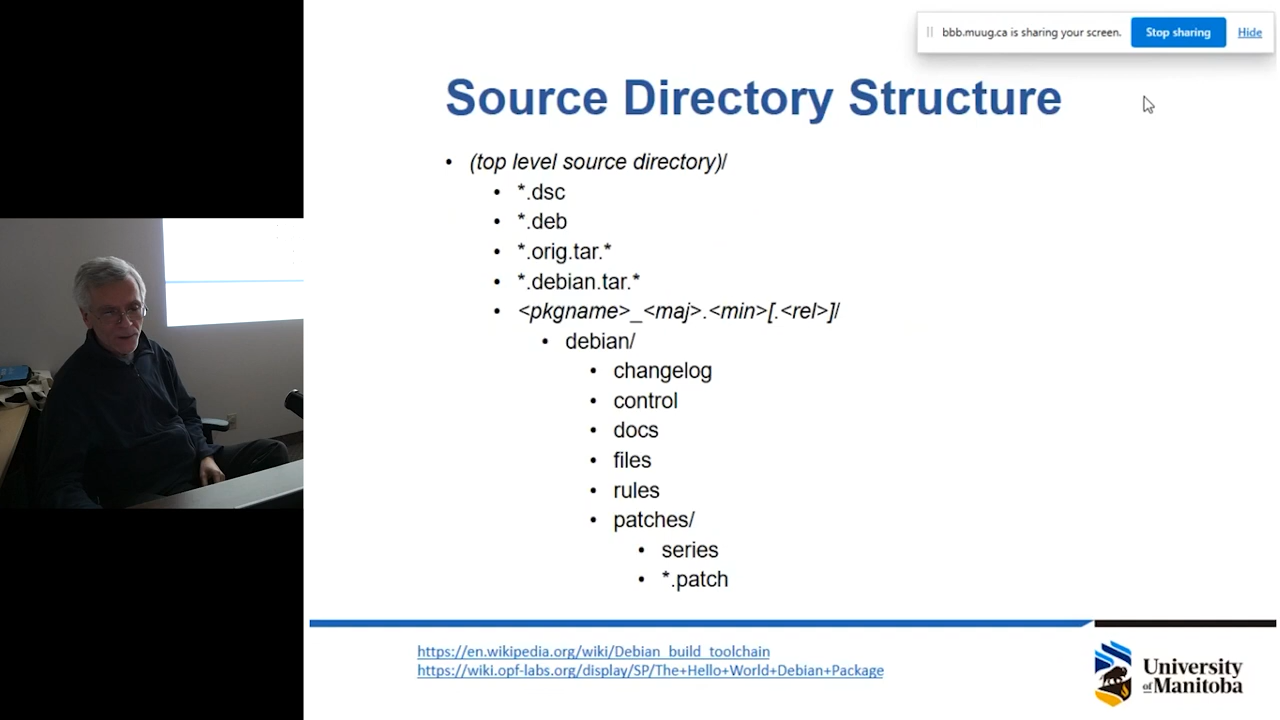 bbb.muug.ca is sharing your screen. Stop sharing Hide
Source Directory Structure
• (top level source directory)/
• *.dsc
• *.deb
• *.orig.tar.*
• *.debian.tar.*
• <pkgname>_<maj>.<min>[.<rel>]/
• debian/
• changelog
• control
• docs
• files
• rules
• patches/
• series
• *.patch
https://en.wikipedia.org/wiki/Debian_build_toolchain
https://wiki.opf-labs.org/display/SP/The+Hello+World+Debian+Package
University
of Manitoba